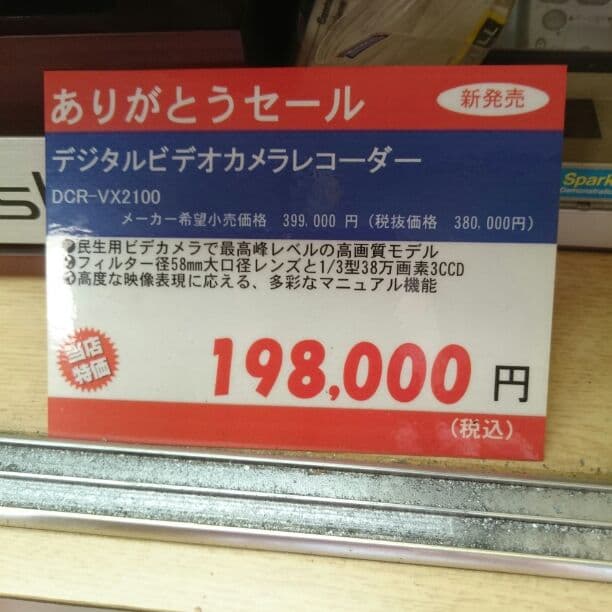 ありがとうセール
新発売
デジタルビデオカメラレコーダー
DCR-VX2100
メーカー希望小売価格 399,000 円 (税抜価格 380,000円)
●民生用ビデカメラで最高峰レベルの高画質モデル
●フィルター径58mm大口径レンズと1/3型38万画素3CCD
●高度な映像表現に応える、多彩なマニュアル機能
当店
特価
198,000 円
(税込)
Spark